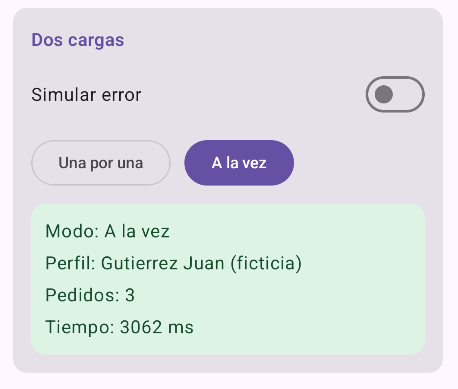 Dos cargas
Simular error
Una por una
A la vez
Modo: A la vez
Perfil: Gutierrez Juan (ficticia)
Pedidos: 3
Tiempo: 3062 ms